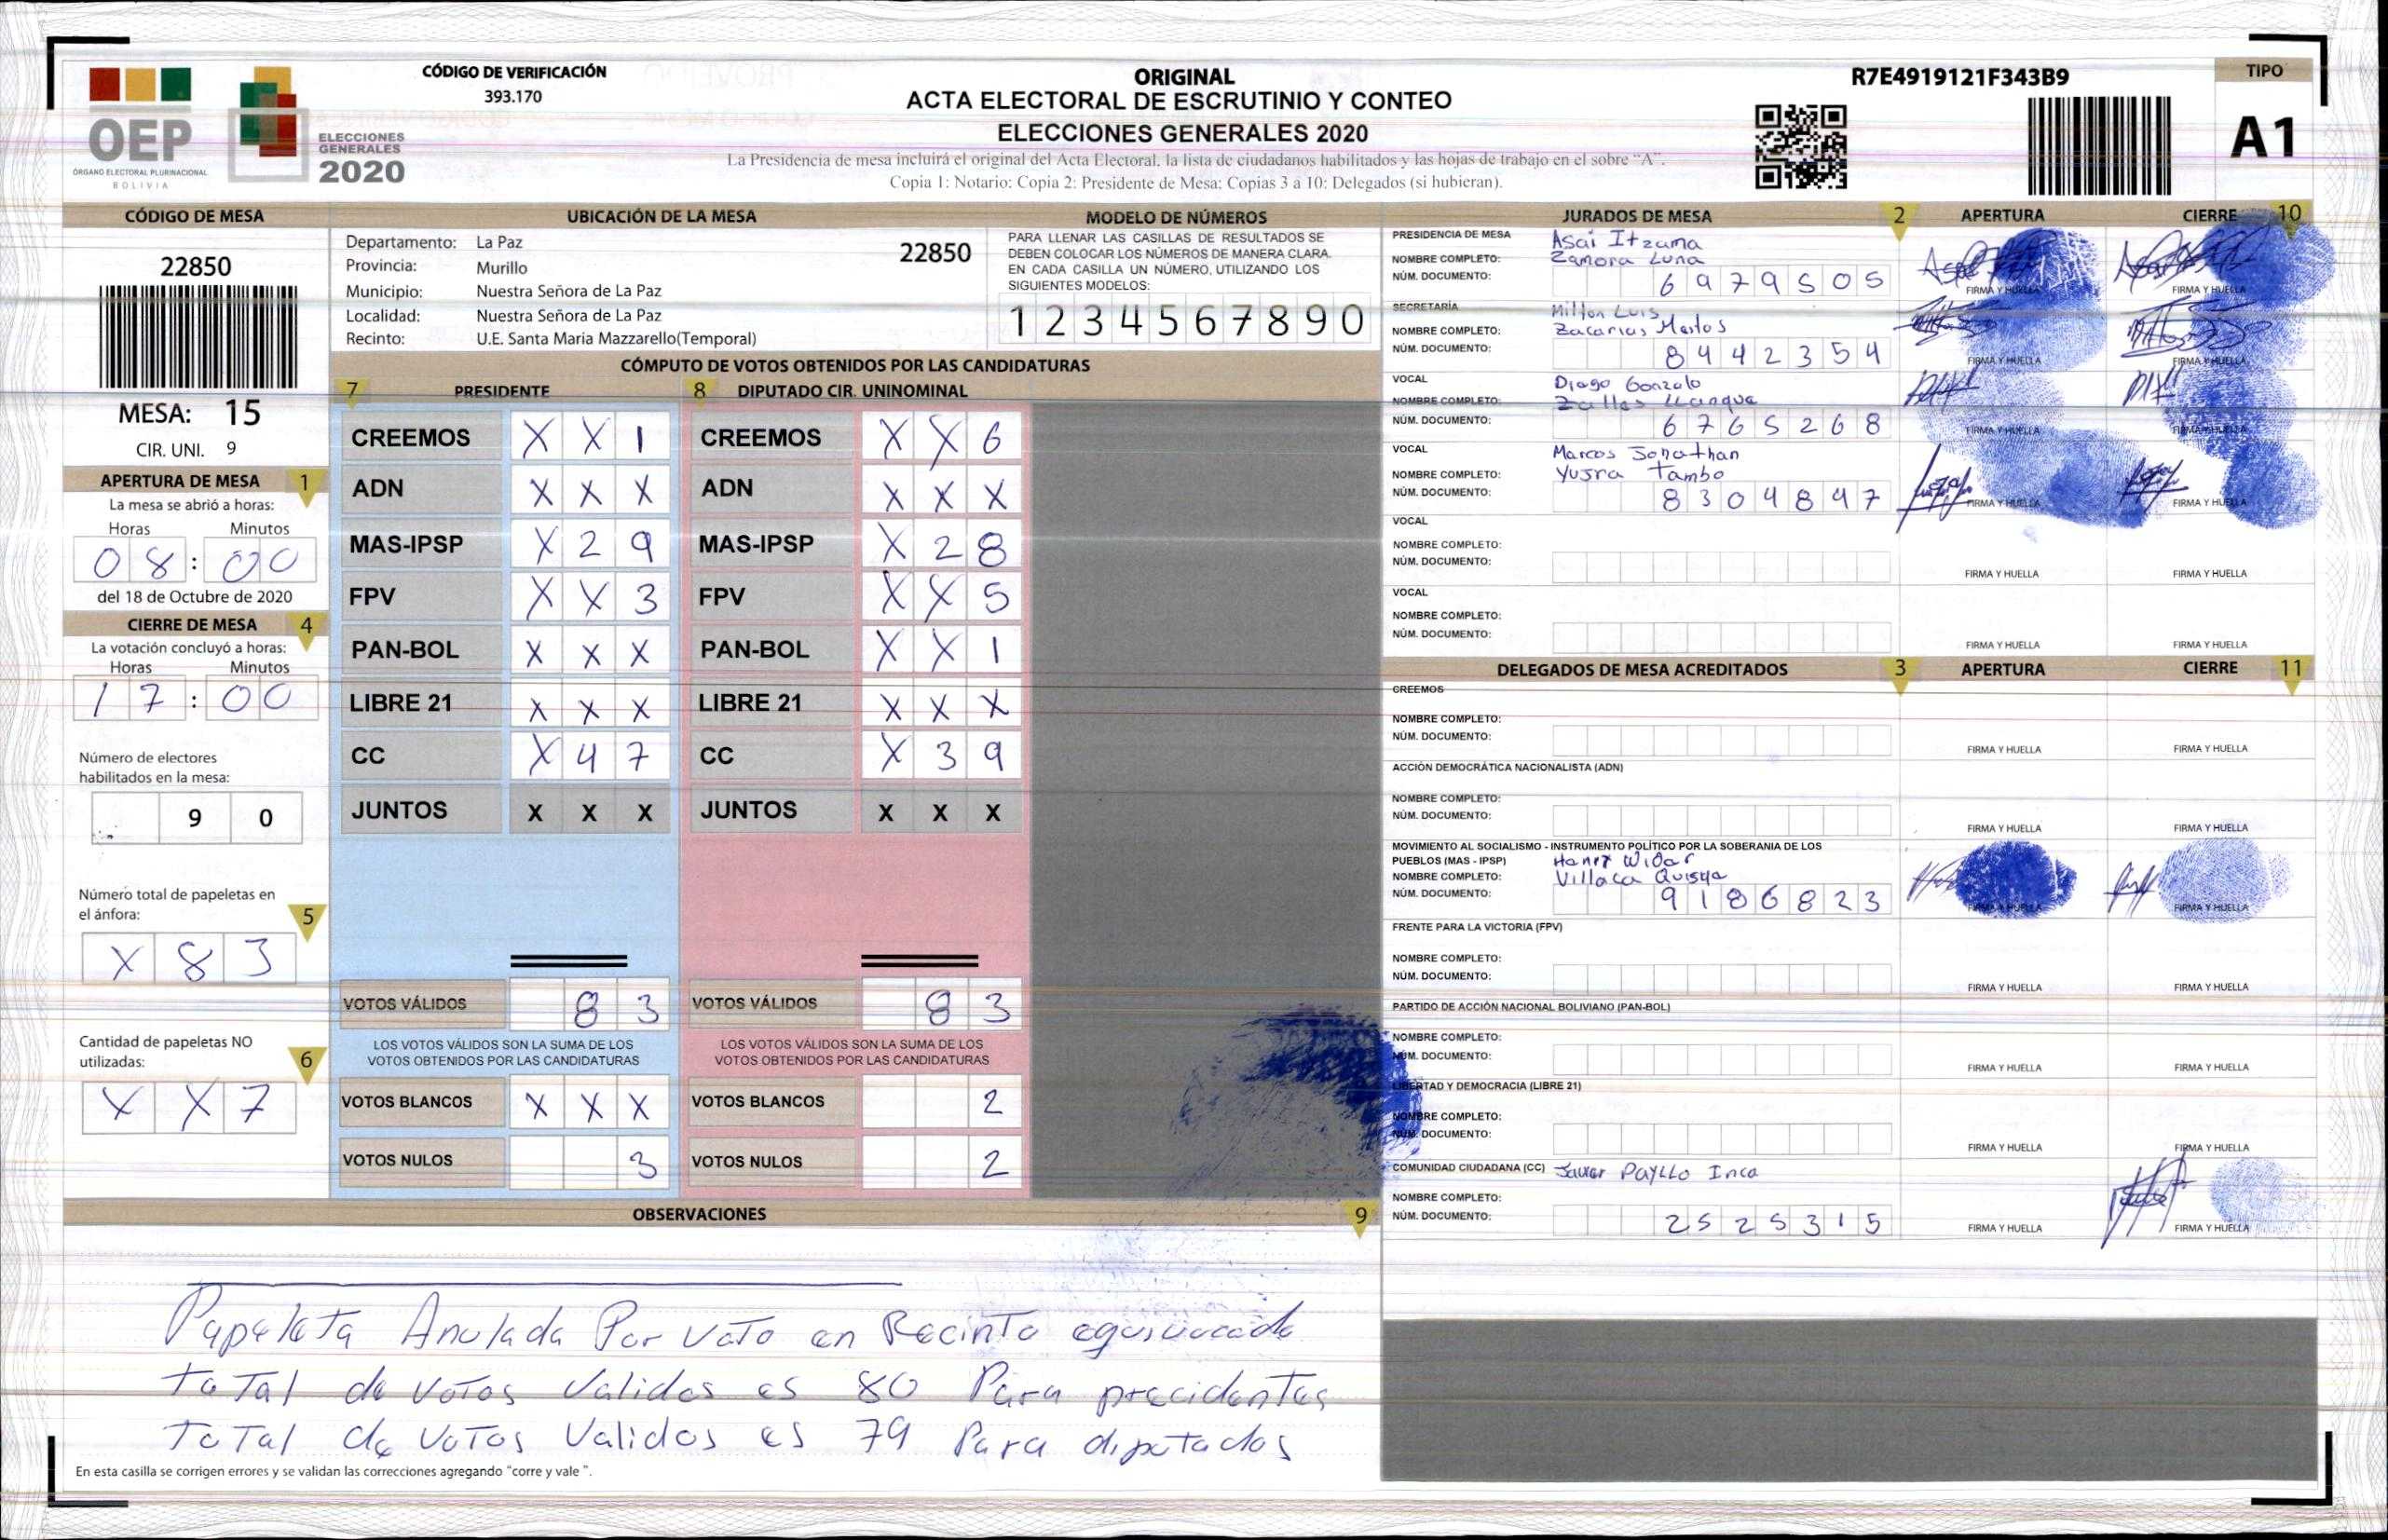 CÓDIGO DE VERIFICACIÓN
393.170
OEP
ÓRGANO ELECTORAL PLURINACIONAL
BOLIVIA
ELECCIONES
GENERALES
2020
ORIGINAL
ACTA ELECTORAL DE ESCRUTINIO Y CONTEO
ELECCIONES GENERALES 2020
La Presidencia de mesa incluirá el original del Acta Electoral, la lista de ciudadanos habilitados y las hojas de trabajo en el sobre "A".
Copia 1: Notario: Copia 2: Presidente de Mesa: Copias 3 a 10: Delegados (si hubieran).
R7E4919121F343B9
TIPO
A1
CÓDIGO DE MESA
22850
MESA: 15
CIR. UNI. 9
APERTURA DE MESA 1
La mesa se abrió a horas:
Horas Minutos
08:00
del 18 de Octubre de 2020
CIERRE DE MESA 4
La votación concluyó a horas:
Horas Minutos
17:00
Número de electores
habilitados en la mesa:
9 0
Número total de papeletas en
el ánfora: 5
X 8 3
Cantidad de papeletas NO
utilizadas: 6
X X 7
UBICACIÓN DE LA MESA
Departamento: La Paz 22850
Provincia: Murillo
Municipio: Nuestra Señora de La Paz
Localidad: Nuestra Señora de La Paz
Recinto: U.E. Santa Maria Mazzarello(Temporal)
MODELO DE NÚMEROS
PARA LLENAR LAS CASILLAS DE RESULTADOS SE
DEBEN COLOCAR LOS NÚMEROS DE MANERA CLARA.
EN CADA CASILLA UN NÚMERO, UTILIZANDO LOS
SIGUIENTES MODELOS:
1 2 3 4 5 6 7 8 9 0
CÓMPUTO DE VOTOS OBTENIDOS POR LAS CANDIDATURAS
7 PRESIDENTE 8 DIPUTADO CIR. UNINOMINAL
CREEMOS X X 1 CREEMOS X X 6
ADN X X X ADN X X X
MAS-IPSP X 2 9 MAS-IPSP X 2 8
FPV X X 3 FPV X X 5
PAN-BOL X X X PAN-BOL X X 1
LIBRE 21 X X X LIBRE 21 X X X
CC X 4 7 CC X 3 9
JUNTOS X X X JUNTOS X X X
VOTOS VÁLIDOS 8 3 VOTOS VÁLIDOS 8 3
LOS VOTOS VÁLIDOS SON LA SUMA DE LOS LOS VOTOS VÁLIDOS SON LA SUMA DE LOS
VOTOS OBTENIDOS POR LAS CANDIDATURAS VOTOS OBTENIDOS POR LAS CANDIDATURAS
VOTOS BLANCOS X X X VOTOS BLANCOS 2
VOTOS NULOS 3 VOTOS NULOS 2
OBSERVACIONES 9
Papeleta Anulada Por voto en Recinto
total de votos validos es 80 Para precidentes
total de votos validos es 79 Para diputados
En esta casilla se corrigen errores y se validan las correcciones agregando "corre y vale ".
JURADOS DE MESA 2 APERTURA CIERRE 10
PRESIDENCIA DE MESA Asai Itzama
NOMBRE COMPLETO: Zamora Luna
NÚM. DOCUMENTO: 6979505 FIRMA Y HUELLA FIRMA Y HUELLA
SECRETARÍA Milton Luis
NOMBRE COMPLETO: Zacarias
NÚM. DOCUMENTO: 8442354 FIRMA Y HUELLA FIRMA Y HUELLA
VOCAL Diego Gonzalo
NOMBRE COMPLETO: Zalles Llanque
NÚM. DOCUMENTO: 6765268 FIRMA Y HUELLA FIRMA Y HUELLA
VOCAL Marcos Jonathan
NOMBRE COMPLETO: Yujra Tambo
NÚM. DOCUMENTO: 8304847 FIRMA Y HUELLA FIRMA Y HUELLA
VOCAL
NOMBRE COMPLETO:
NÚM. DOCUMENTO: FIRMA Y HUELLA FIRMA Y HUELLA
VOCAL
NOMBRE COMPLETO:
NÚM. DOCUMENTO: FIRMA Y HUELLA FIRMA Y HUELLA
DELEGADOS DE MESA ACREDITADOS 3 APERTURA CIERRE 11
CREEMOS
NOMBRE COMPLETO:
NÚM. DOCUMENTO: FIRMA Y HUELLA FIRMA Y HUELLA
ACCIÓN DEMOCRÁTICA NACIONALISTA (ADN)
NOMBRE COMPLETO:
NÚM. DOCUMENTO: FIRMA Y HUELLA FIRMA Y HUELLA
MOVIMIENTO AL SOCIALISMO - INSTRUMENTO POLÍTICO POR LA SOBERANIA DE LOS
PUEBLOS (MAS - IPSP)
NOMBRE COMPLETO: Villaca Quisya
NÚM. DOCUMENTO: 9186823 FIRMA Y HUELLA FIRMA Y HUELLA
FRENTE PARA LA VICTORIA (FPV)
NOMBRE COMPLETO:
NÚM. DOCUMENTO: FIRMA Y HUELLA FIRMA Y HUELLA
PARTIDO DE ACCIÓN NACIONAL BOLIVIANO (PAN-BOL)
NOMBRE COMPLETO:
NÚM. DOCUMENTO: FIRMA Y HUELLA FIRMA Y HUELLA
LIBERTAD Y DEMOCRACIA (LIBRE 21)
NOMBRE COMPLETO:
NÚM. DOCUMENTO: FIRMA Y HUELLA FIRMA Y HUELLA
COMUNIDAD CIUDADANA (CC) Javier Payllo Inca
NOMBRE COMPLETO:
NÚM. DOCUMENTO: 2525315 FIRMA Y HUELLA FIRMA Y HUELLA